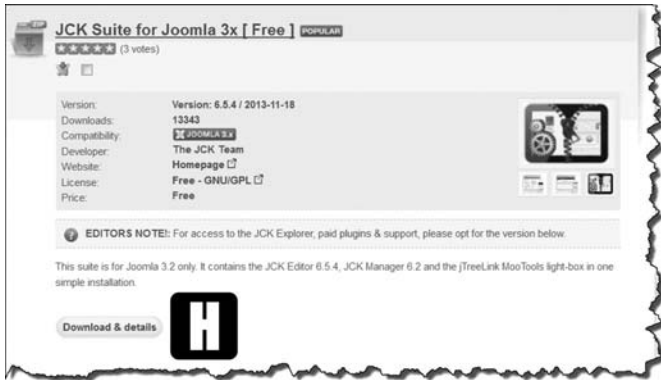 JCK Suite for Joomla 3x [ Free ] POPULAR
(3 votes)
Version: Version: 6.5.4 / 2013-11-18
Downloads: 13343
Compatibility: JOOMLA 3.x
Developer: The JCK Team
Website: Homepage
License: Free - GNU/GPL
Price: Free
EDITORS NOTE!: For access to the JCK Explorer, paid plugins & support, please opt for the version below.
This suite is for Joomla 3.2 only. It contains the JCK Editor 6.5.4, JCK Manager 6.2 and the jTreeLink MooTools light-box in one
simple installation.
Download & details
H